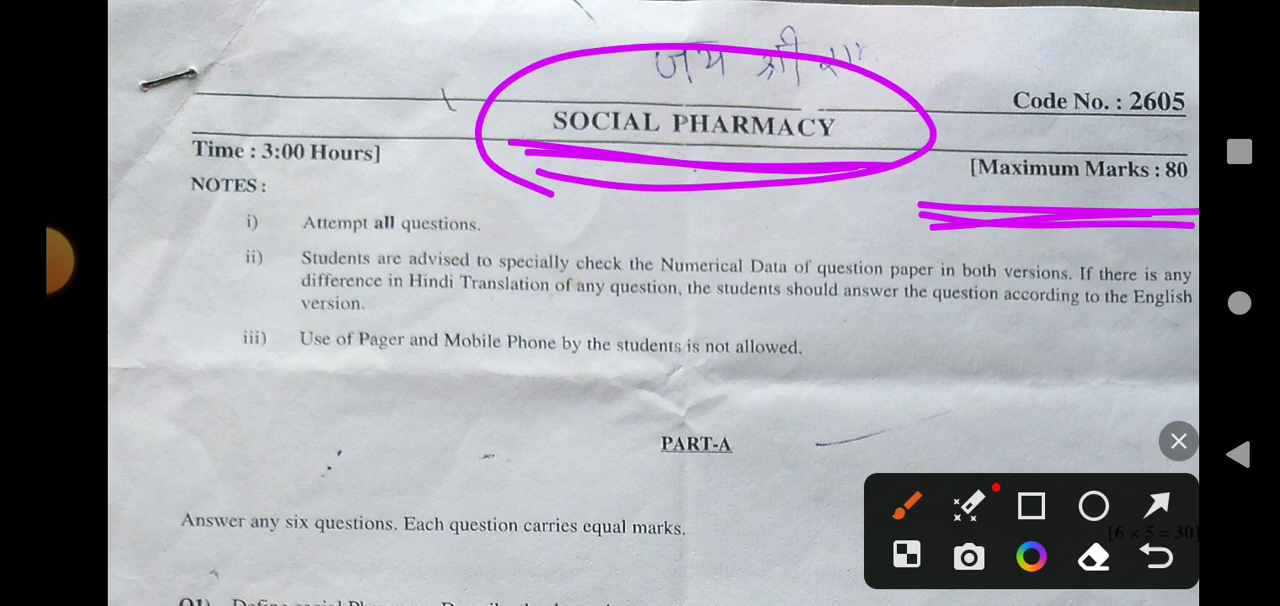 जय श्री
Code No. : 2605
SOCIAL PHARMACY
Time : 3:00 Hours]
[Maximum Marks : 80
NOTES :
i) Attempt all questions.
ii) Students are advised to specially check the Numerical Data of question paper in both versions. If there is any
difference in Hindi Translation of any question, the students should answer the question according to the English
version.
iii) Use of Pager and Mobile Phone by the students is not allowed.
PART-A
Answer any six questions. Each question carries equal marks.
[6 × 5 = 30]
Q1) Define social